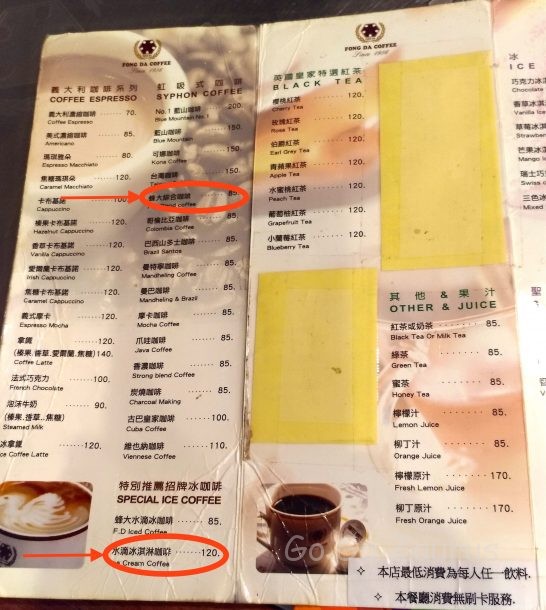 FONG DA COFFEE
Since 1956
義大利咖啡系列
COFFEE ESPRESSO
義大利濃縮咖啡 70.
Coffee Espresso
美式濃縮咖啡 85.
Americano
瑪琪雅朵 85.
Espresso Macchiato
焦糖瑪琪朵 120.
Caramel Macchiato
卡布基諾 100
Cappuccino
榛果卡布基諾 120.
Hazelnut Cappuccino
香草卡布基諾 120.
Vanilla Cappuccino
愛爾蘭卡布基諾 120.
Irish Cappuccino
焦糖卡布基諾 120.
Caramel Cappuccino
義式摩卡 120.
Espresso Mocha
拿鐵 120.
(榛果.香草.愛爾蘭.焦糖)140.
Coffee Latte
法式巧克力 100.
French Chocolate
泡沫牛奶 90.
(榛果.香草..焦糖)
Steamed Milk
冰拿鐵 120.
Ice Coffee Latte
虹吸式咖啡
SYPHON COFFEE
No.1 藍山咖啡 200.
Blue Mountain No.1
藍山咖啡 150.
Blue Mountain
可娜咖啡 150.
Kona Coffee
台灣咖啡 150.
蜂大綜合咖啡 85.
Blend coffee
哥倫比亞咖啡 85.
Colombia Coffee
巴西山多士咖啡 85.
Brazil Santos
曼特寧咖啡 85.
Mandheling Coffee
曼巴咖啡 85.
Mandheling & Brazil
摩卡咖啡 85.
Mocha Coffee
爪哇咖啡 85.
Java Coffee
香濃咖啡 85.
Strong blend Coffee
炭燒咖啡 85.
Charcoal Making
古巴皇家咖啡 100.
Cuba Coffee
維也納咖啡 110.
Viennese Coffee
特別推薦招牌冰咖啡
SPECIAL ICE COFFEE
蜂大水滴冰咖啡 85.
F.D Iced Coffee
水滴冰淇淋咖啡 120.
Ice Cream Coffee
FONG DA COFFEE
Since 1956
英國皇家特選紅茶
BLACK TEA
櫻桃紅茶 120.
Cherry Tea
玫瑰紅茶 120.
Rosa Tea
伯爵紅茶 120.
Earl Grey Tea
青蘋果紅茶 120.
Apple Tea
水蜜桃紅茶 120.
Peach Tea
葡萄柚紅茶 120.
Grapefruit Tea
小蘭莓紅茶 120.
Blueberry Tea
其他 & 果汁
OTHER & JUICE
紅茶或奶茶 85.
Black Tea Or Milk Tea
綠茶 85.
Green Tea
蜜茶 85.
Honey Tea
檸檬汁 85.
Lemon Juice
柳丁汁 85.
Orange Juice
檸檬原汁 170.
Fresh Lemon Juice
柳丁原汁 170.
Fresh Orange Juice
本店最低消費為每人任一飲料.
本餐廳消費無刷卡服務.
冰
ICE
巧克力冰
Chocolate
香草冰
Vanilla Ice
草莓冰
Strawberry
芒果冰
Mango
瑞士巧
Swiss
三色冰
Mixed
聖
Go